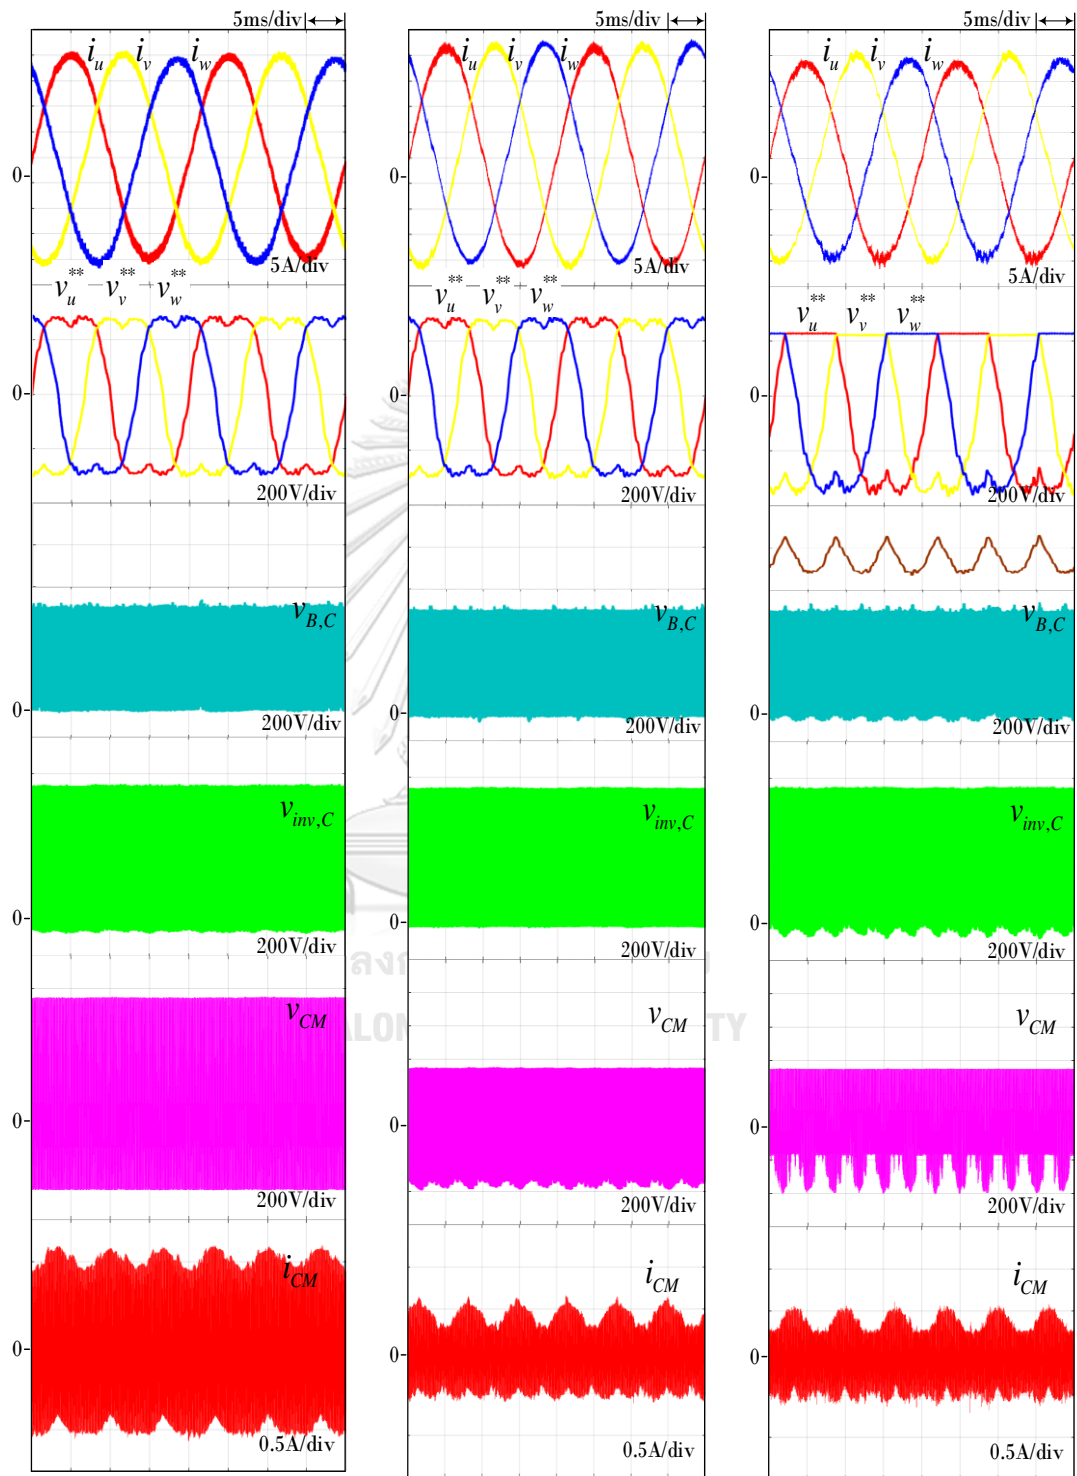 5ms/div
i_u i_v i_w
0
5A/div
v_u^** v_v^** v_w^**
0
200V/div
v_B,C
0
200V/div
v_inv,C
0
200V/div
v_CM
0
200V/div
i_CM
0
0.5A/div
5ms/div
i_u i_v i_w
0
5A/div
v_u^** v_v^** v_w^**
0
200V/div
v_B,C
0
200V/div
v_inv,C
0
200V/div
v_CM
0
200V/div
i_CM
0
0.5A/div
5ms/div
i_u i_v i_w
0
5A/div
v_u^** v_v^** v_w^**
0
200V/div
v_B,C
0
200V/div
v_inv,C
0
200V/div
v_CM
0
200V/div
i_CM
0
0.5A/div